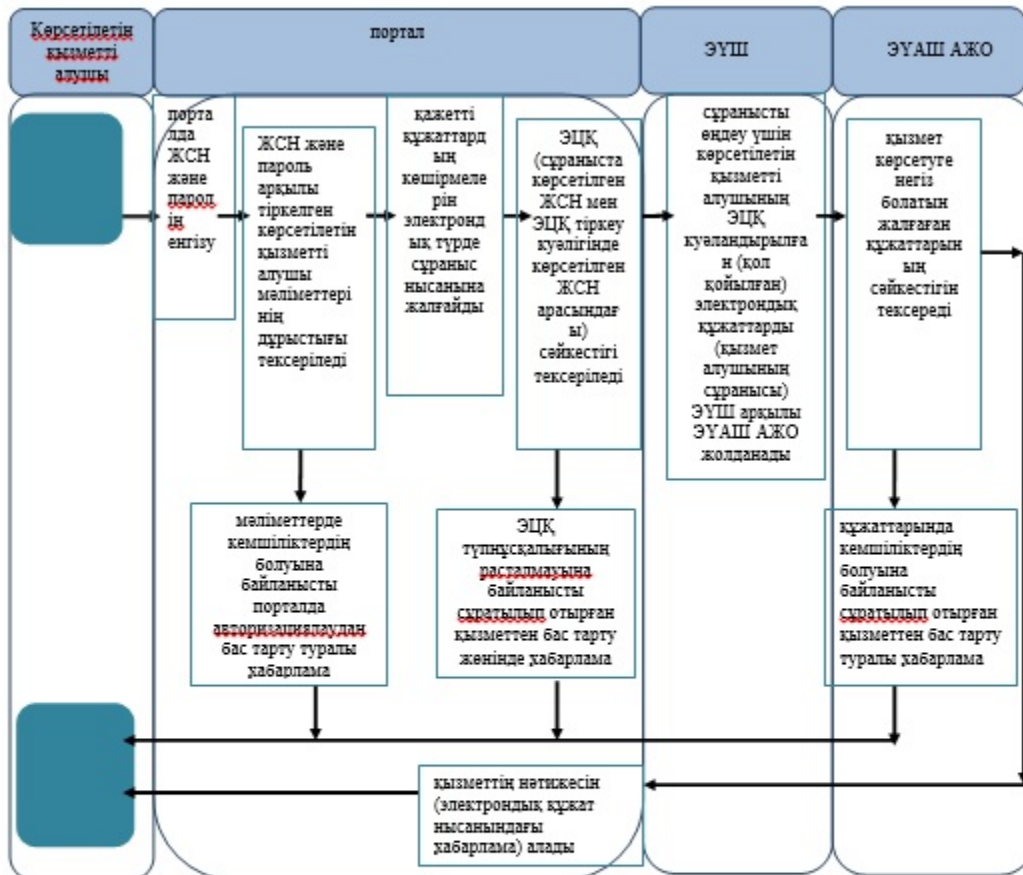 Көрсетілетін
қызметті
алушы
портал
ЭҮШ
ЭҮАШ АЖО
порта
лда
ЖСН
және
парол
ін
енгізу
ЖСН және
пароль
арқылы
тіркелген
көрсетілетін
қызметті
алушы
мәліметтері
нің
дұрыстығы
тексеріледі
қажетті
құжаттард
ың
көшірмеле
рін
электронд
ық түрде
сұраныс
нысанына
жалғайды
ЭЦҚ
(сұраныста
көрсетілген
ЖСН мен
ЭЦҚ тіркеу
куәлігінде
көрсетілген
ЖСН
арасындағ
ы)
сәйкестігі
тексеріледі
сұранысты
өңдеу үшін
көрсетілетін
қызметті
алушының
ЭЦҚ
куәландырылға
н (қол
қойылған)
электрондық
құжаттарды
(қызмет
алушының
сұранысы)
ЭҮШ арқылы
ЭҮАШ АЖО
жолданады
қызмет
көрсетуге
негіз
болатын
жалғаған
құжаттарын
ың
сәйкестігін
тексереді
мәліметтерде
кемшіліктердің
болуына
байланысты
порталда
авторизациялаудан
бас тарту туралы
хабарлама
ЭЦҚ
түпнұсқалығының
расталмауына
байланысты
сұратылып отырған
қызметтен бас тарту
жөнінде хабарлама
құжаттарында
кемшіліктердің
болуына
байланысты
сұратылып отырған
қызметтен бас тарту
туралы хабарлама
қызметтің нәтижесін
(электрондық құжат
нысанындағы
хабарлама) алады